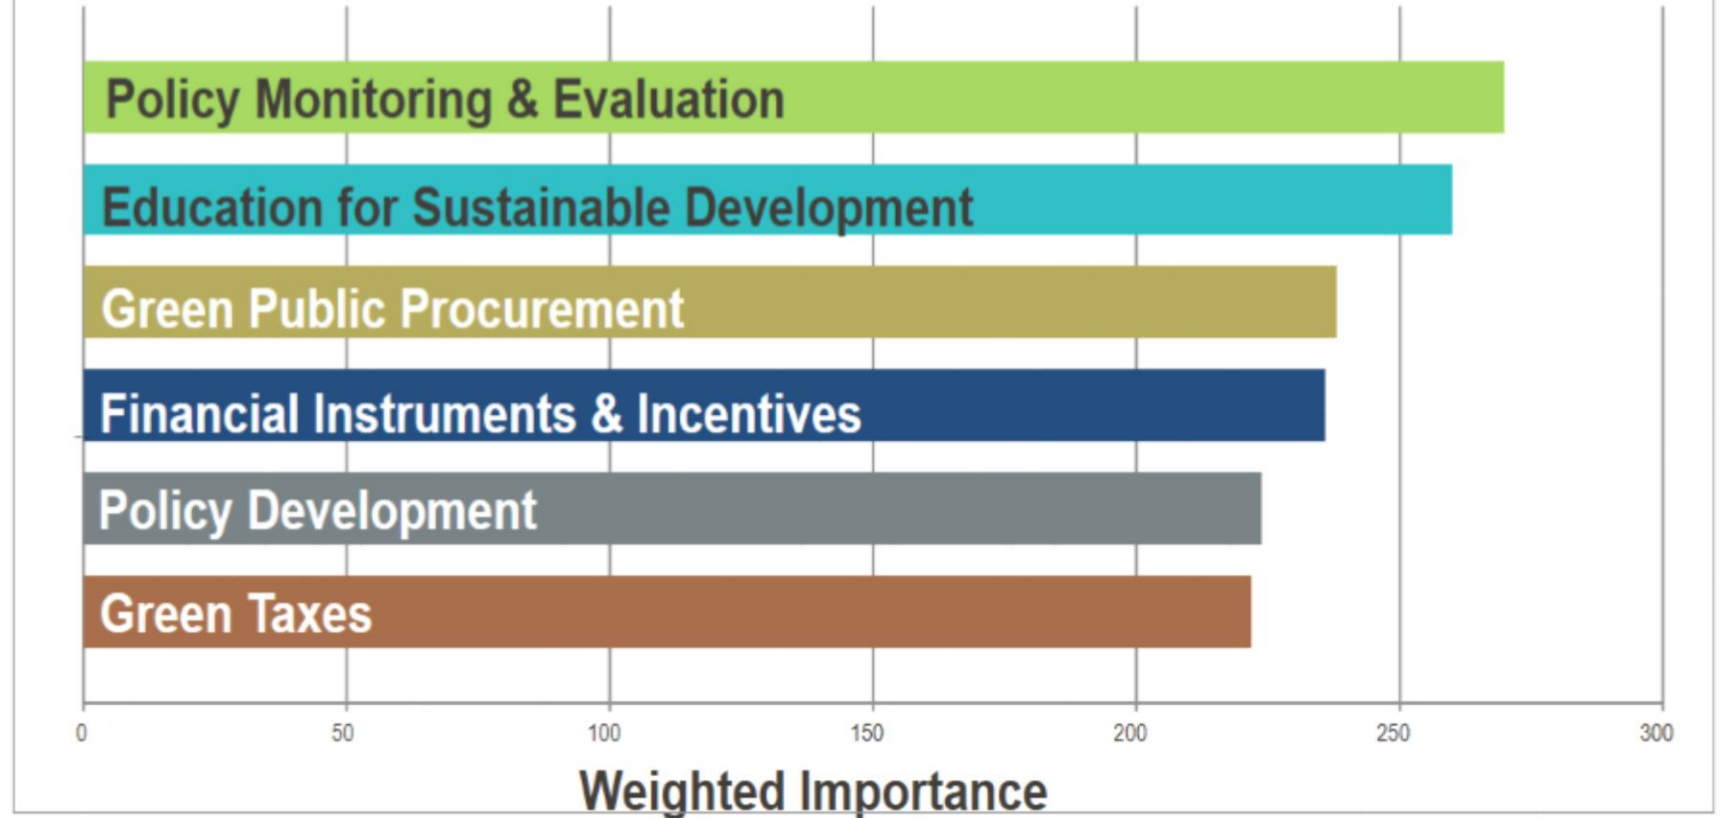 Policy Monitoring & Evaluation
Education for Sustainable Development
Green Public Procurement
Financial Instruments & Incentives
Policy Development
Green Taxes
0 50 100 150 200 250 300
Weighted Importance